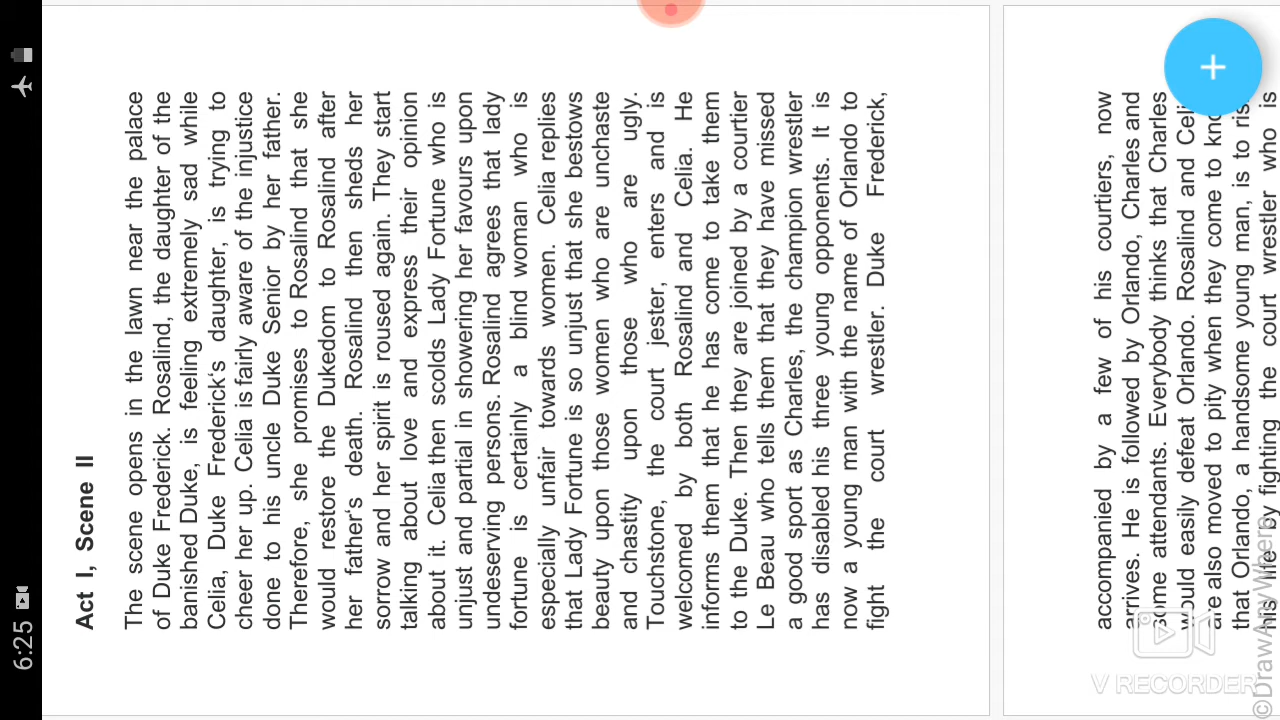 6:25
Act I, Scene II
The scene opens in the lawn near the palace
of Duke Frederick. Rosalind, the daughter of the
banished Duke, is feeling extremely sad while
Celia, Duke Frederick's daughter, is trying to
cheer her up. Celia is fairly aware of the injustice
done to his uncle Duke Senior by her father.
Therefore, she promises to Rosalind that she
would restore the Dukedom to Rosalind after
her father's death. Rosalind then sheds her
sorrow and her spirit is roused again. They start
talking about love and express their opinion
about it. Celia then scolds Lady Fortune who is
unjust and partial in showering her favours upon
undeserving persons. Rosalind agrees that lady
fortune is certainly a blind woman who is
especially unfair towards women. Celia replies
that Lady Fortune is so unjust that she bestows
beauty upon those women who are unchaste
and chastity upon those who are ugly.
Touchstone, the court jester, enters and is
welcomed by both Rosalind and Celia. He
informs them that he has come to take them
to the Duke. Then they are joined by a courtier
Le Beau who tells them that they have missed
a good sport as Charles, the champion wrestler
has disabled his three young opponents. It is
now a young man with the name of Orlando to
fight the court wrestler. Duke Frederick,
accompanied by a few of his courtiers, now
arrives. He is followed by Orlando, Charles and
some attendants. Everybody thinks that Charles
would easily defeat Orlando. Rosalind and
are also moved to pity when they come to
that Orlando, a handsome young man, is to
his life by fighting the court wrestler who is
V RECORDER
©DrawAnyWhere